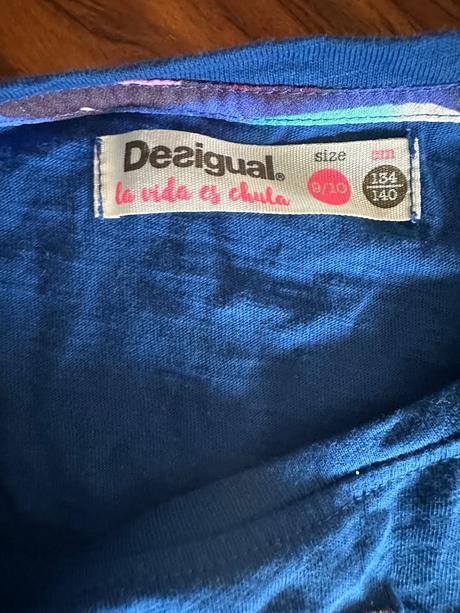 Desigual® size cm
la vida es chula 9/10 134
140